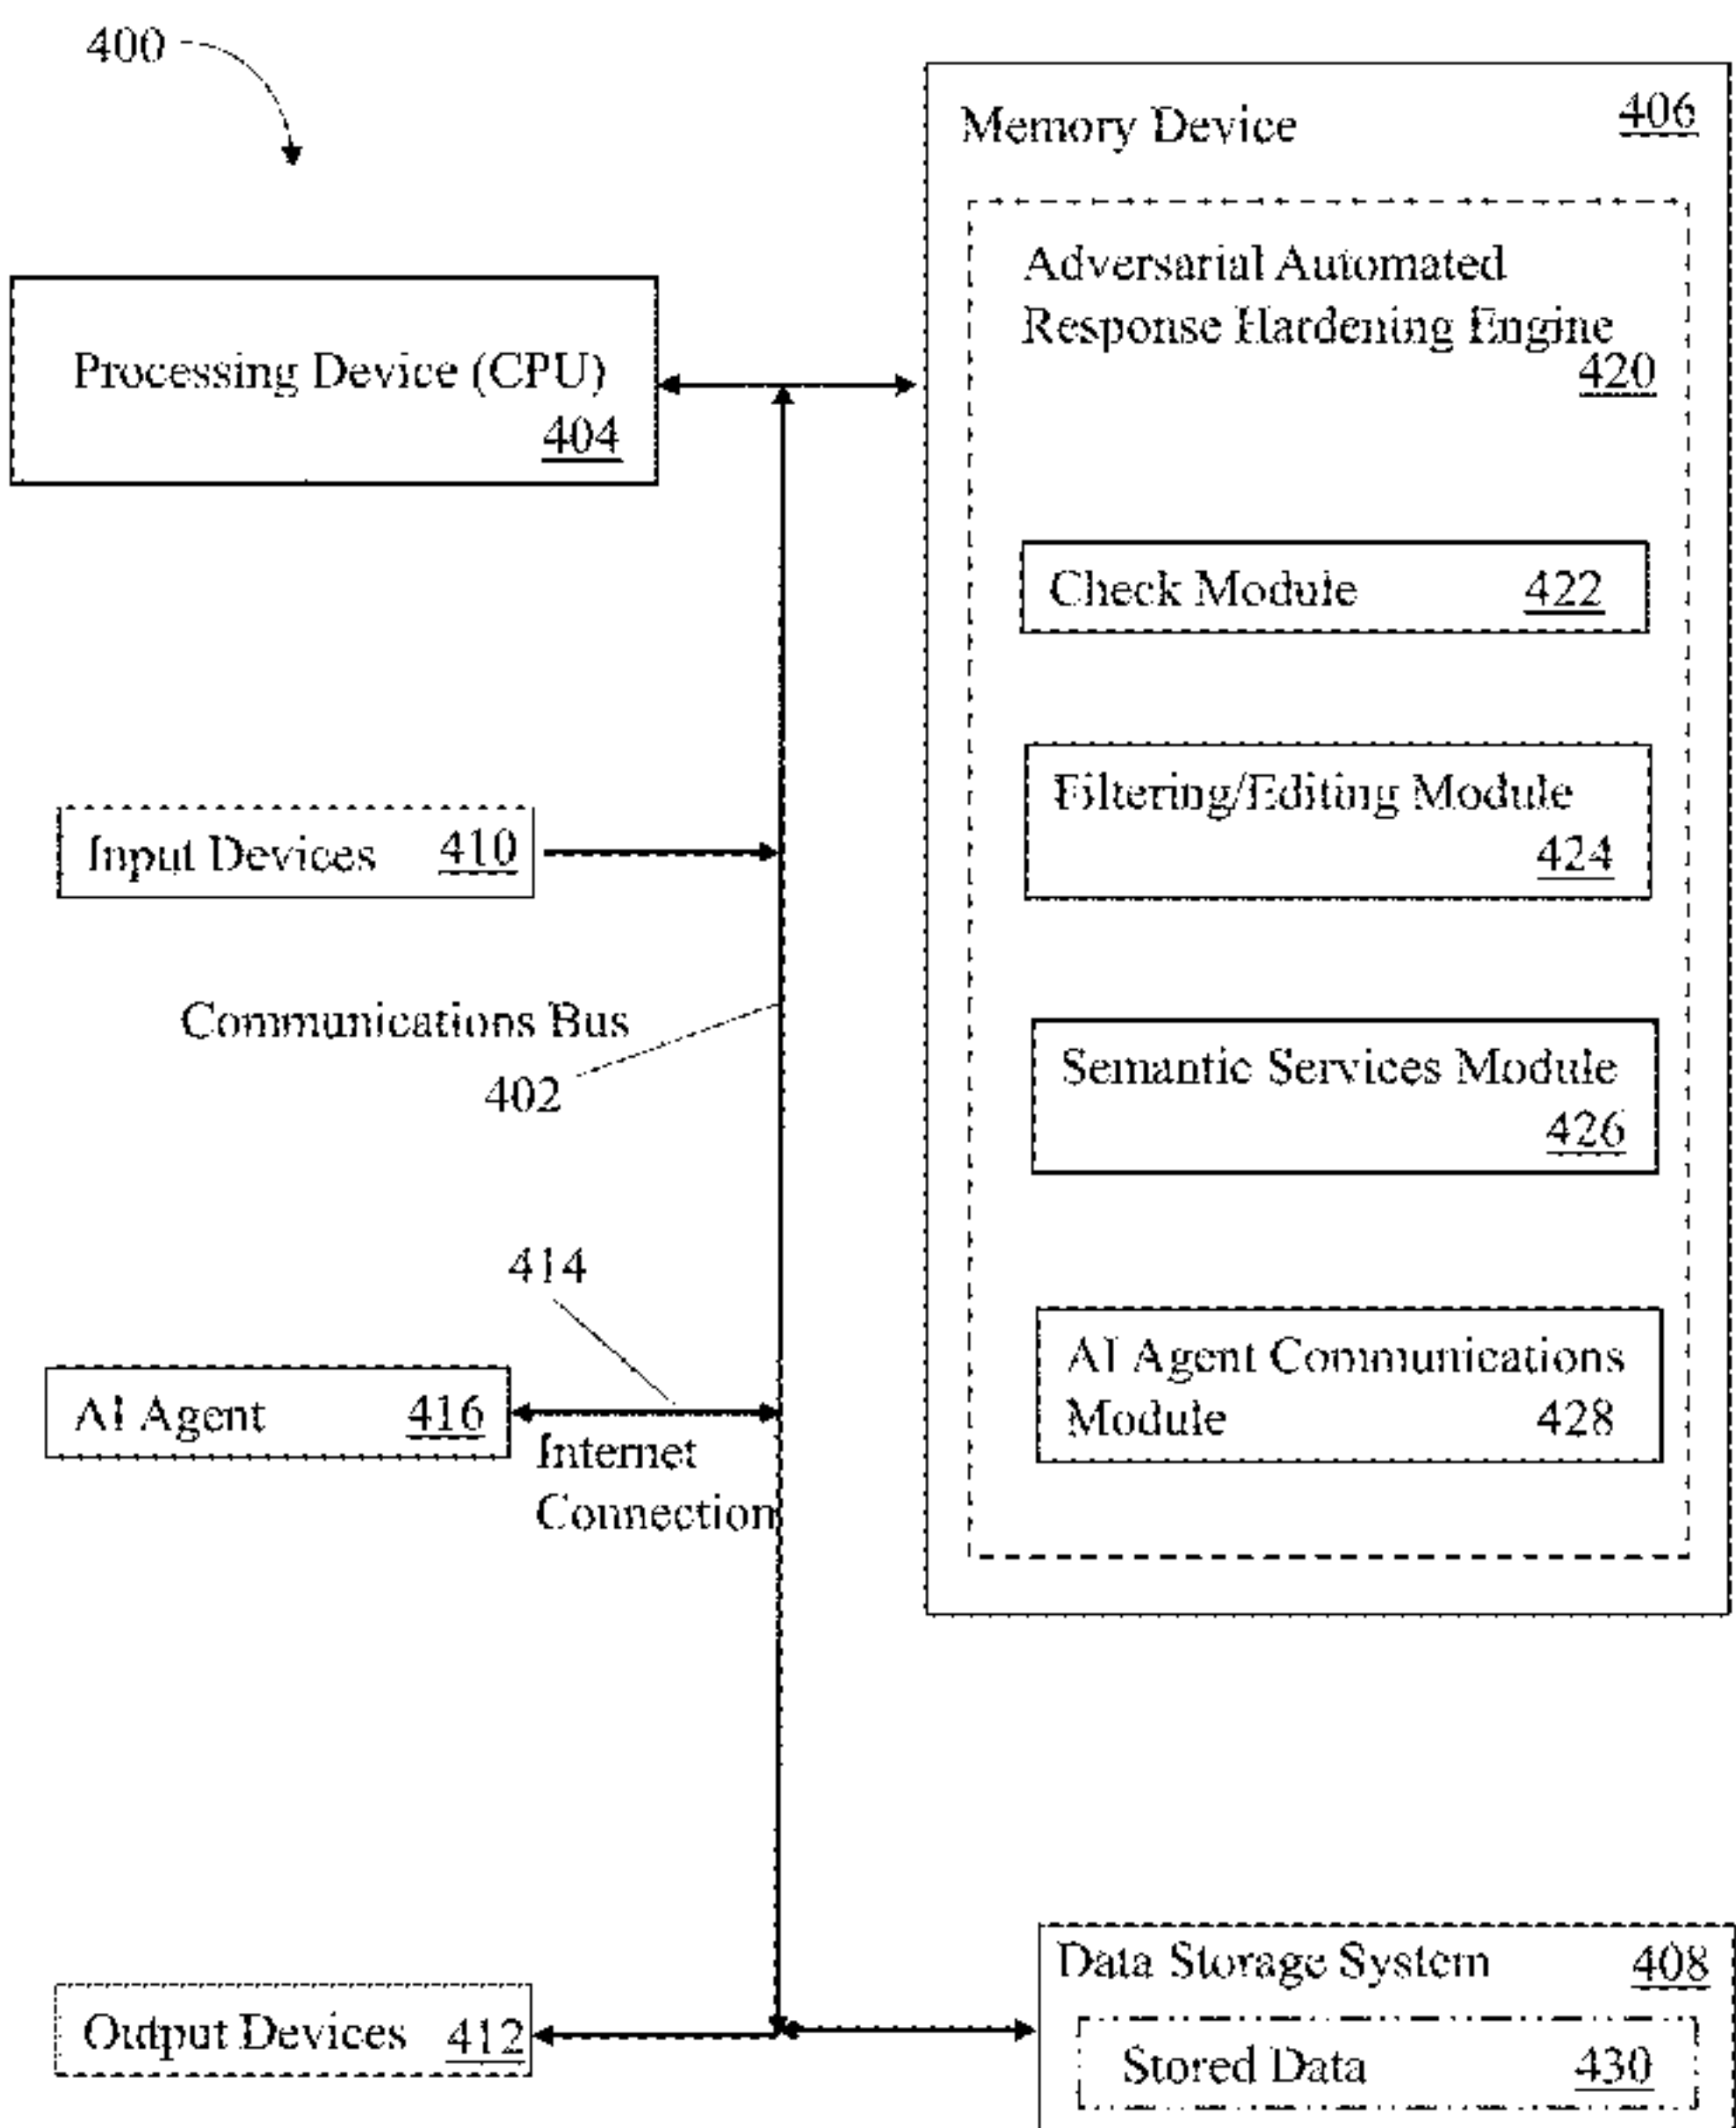 400
Memory Device 406
Adversarial Automated
Response Hardening Engine
420
Processing Device (CPU)
404
Check Module 422
Filtering/Editing Module
424
Input Devices 410
Communications Bus
402
Semantic Services Module
426
414
AI Agent Communications
Module 428
AI Agent 416
Internet
Connection
Data Storage System 408
Output Devices 412
Stored Data 430